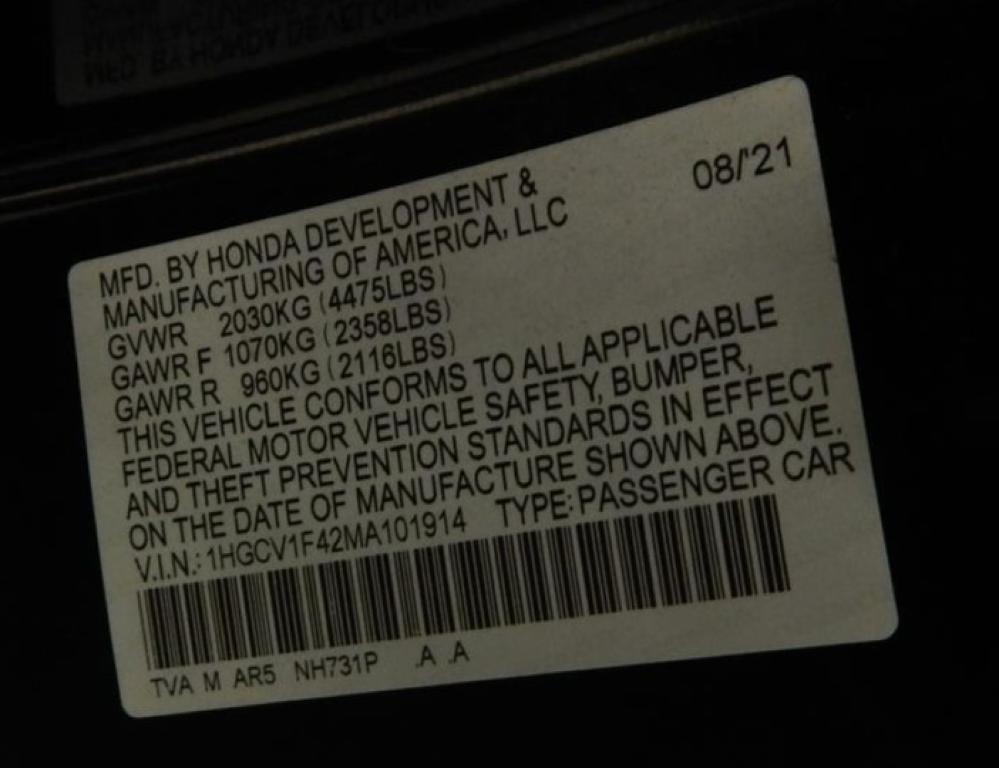 08/'21
MFD. BY HONDA DEVELOPMENT &
MANUFACTURING OF AMERICA, LLC
GVWR 2030KG (4475LBS)
GAWR F 1070KG (2358LBS)
GAWR R 960KG (2116LBS)
THIS VEHICLE CONFORMS TO ALL APPLICABLE
FEDERAL MOTOR VEHICLE SAFETY, BUMPER,
AND THEFT PREVENTION STANDARDS IN EFFECT
ON THE DATE OF MANUFACTURE SHOWN ABOVE.
V.I.N.: 1HGCV1F42MA101914 TYPE: PASSENGER CAR
TVA M AR5 NH731P .A .A